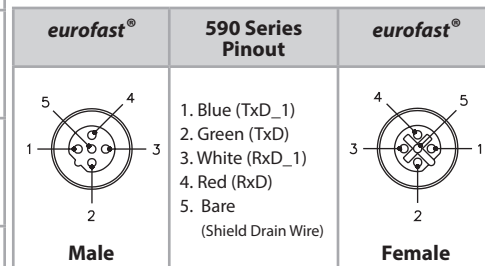 eurofast®
590 Series
Pinout
eurofast®
5
4
1
3
2
Male
1. Blue (TxD_1)
2. Green (TxD)
3. White (RxD_1)
4. Red (RxD)
5. Bare
(Shield Drain Wire)
4
5
3
1
2
Female